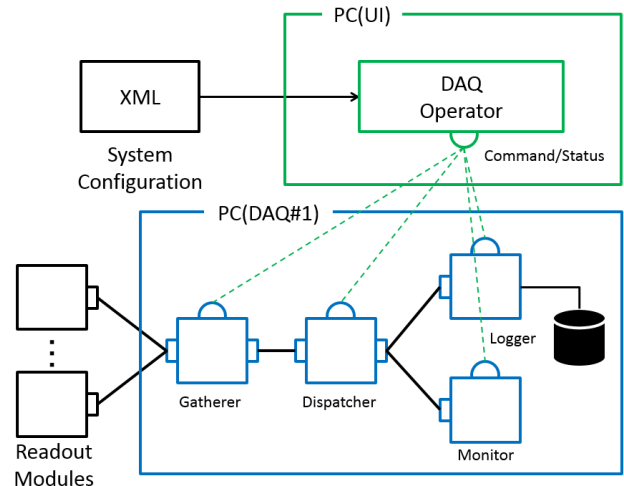 PC(UI)
XML
DAQ
Operator
System
Configuration
Command/Status
PC(DAQ#1)
Logger
Gatherer
Dispatcher
Monitor
Readout
Modules